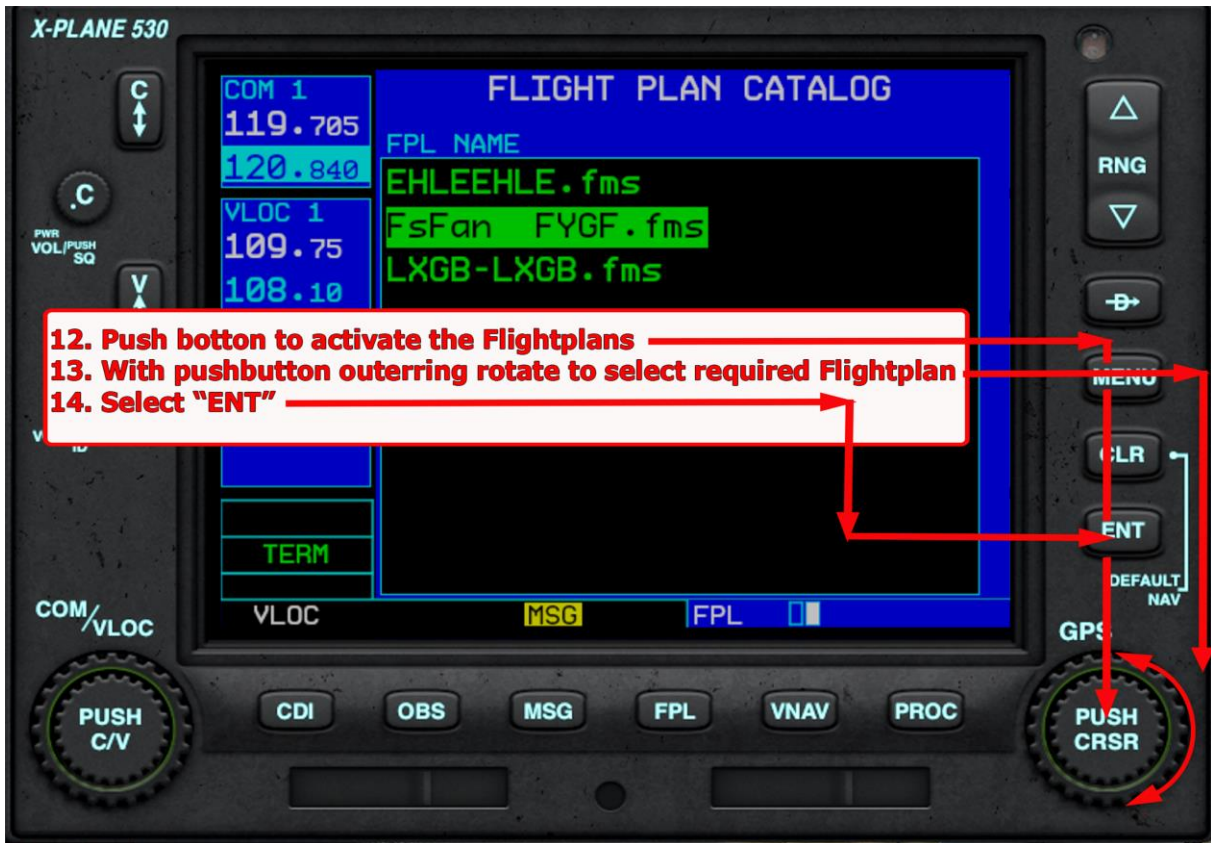 X-PLANE 530
C
COM 1
119.705
120.840
VLOC 1
109.75
108.10
FLIGHT PLAN CATALOG
FPL NAME
EHLEEHLE.fms
FsFan FYGF.fms
LXGB-LXGB.fms
RNG
.C
PWR
VOL/PUSH
SQ
V
D
12. Push botton to activate the Flightplans
13. With pushbutton outerring rotate to select required Flightplan
14. Select “ENT”
MENU
V
ID
CLR
ENT
DEFAULT
NAV
TERM
VLOC
MSG
FPL
COM/VLOC
GPS
PUSH
C/V
CDI
OBS
MSG
FPL
VNAV
PROC
PUSH
CRSR